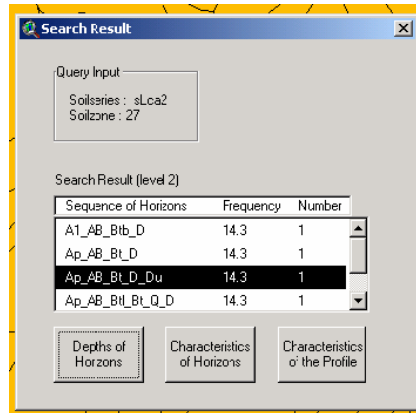 Search Result
Query Input
Soilseries : sLca2
Soilzone : 27
Search Result (level 2)
Sequence of Horizons Frequency Number
A1_AB_Btb_D 14.3 1
Ap_AB_Bt_D 14.3 1
Ap_AB_Bt_D_Du 14.3 1
Ap_AB_Btl_Bt_Q_D 14.3 1
Depths of Horzons
Characteristics of Horizons
Characteristics of the Profile